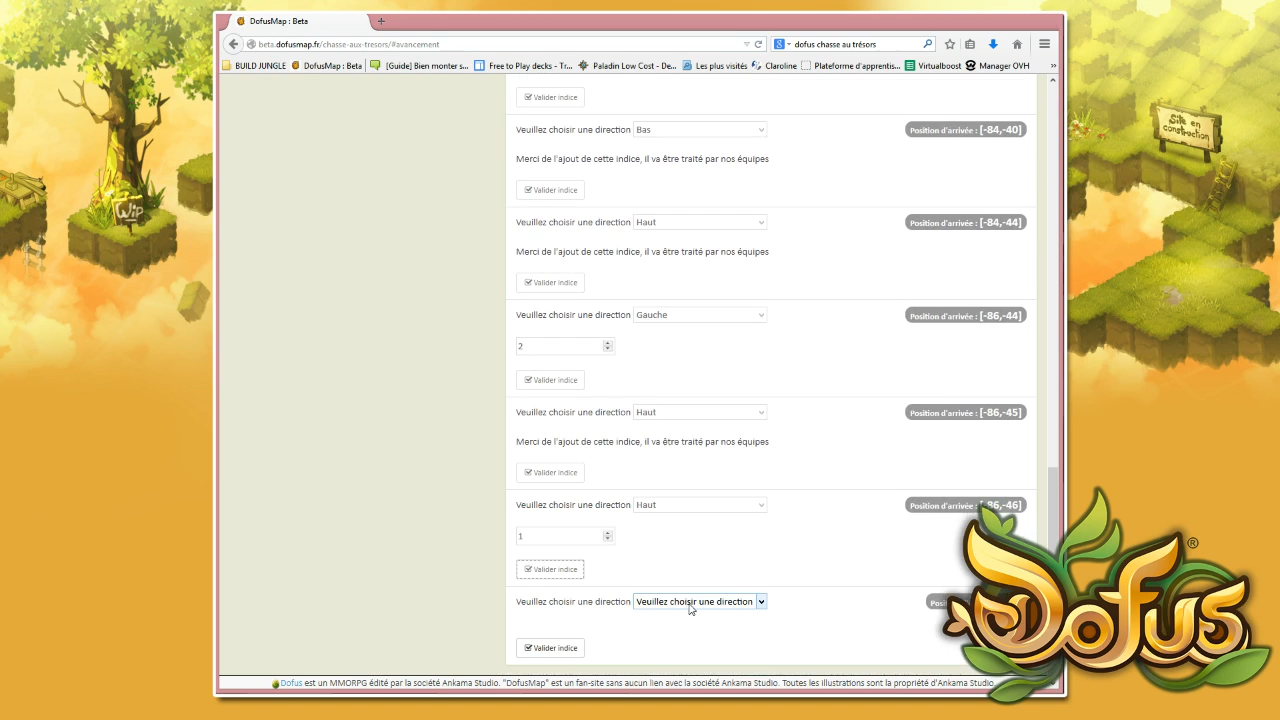 DofusMap : Beta
beta.dofusmap.fr/chasse-aux-tresors/#avancement
dofus chasse au trésors
BUILD JUNGLE
DofusMap : Beta
[Guide] Bien monter s...
Free to Play decks - Tr...
Paladin Low Cost - De...
Les plus visités
Claroline
Plateforme d'apprentis...
Virtualboost
Manager OVH
»
Valider indice
Veuillez choisir une direction Bas
Position d'arrivée : [-84,-40]
Merci de l'ajout de cette indice, il va être traité par nos équipes
Valider indice
Veuillez choisir une direction Haut
Position d'arrivée : [-84,-44]
Merci de l'ajout de cette indice, il va être traité par nos équipes
Valider indice
Veuillez choisir une direction Gauche
Position d'arrivée : [-86,-44]
2
Valider indice
Veuillez choisir une direction Haut
Position d'arrivée : [-86,-45]
Merci de l'ajout de cette indice, il va être traité par nos équipes
Valider indice
Veuillez choisir une direction Haut
Position d'arrivée : [-86,-46]
1
Valider indice
Veuillez choisir une direction Veuillez choisir une direction
Valider indice
Dofus est un MMORPG édité par la société Ankama Studio. "DofusMap" est un fan-site sans aucun lien avec la société Ankama Studio. Toutes les illustrations sont la propriété d'Ankama Studio.
Wip
Site en
construction
Dofus ®